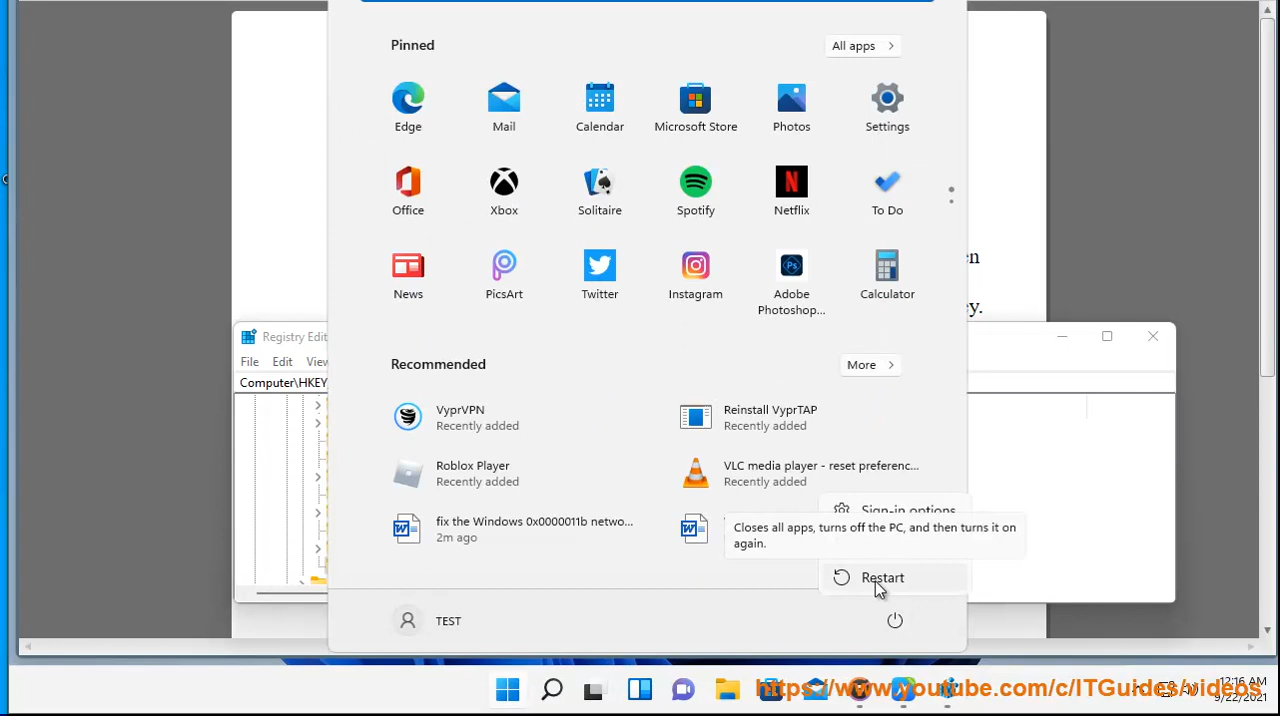 Pinned
All apps
Edge
Mail
Calendar
Microsoft Store
Photos
Settings
Office
Xbox
Solitaire
Spotify
Netflix
To Do
en
News
PicsArt
Twitter
Instagram
Adobe
Photoshop...
Calculator
ey.
Registry Edit
File Edit View
Computer\HKEY
Recommended
More
VyprVPN
Recently added
Reinstall VyprTAP
Recently added
Roblox Player
Recently added
VLC media player - reset preferenc...
Recently added
fix the Windows 0x0000011b netwo...
2m ago
Sign-in options
Closes all apps, turns off the PC, and then turns it on
again.
Restart
TEST
https://www.youtube.com/c/ITGuides/videos
12:16 AM
9/22/2021